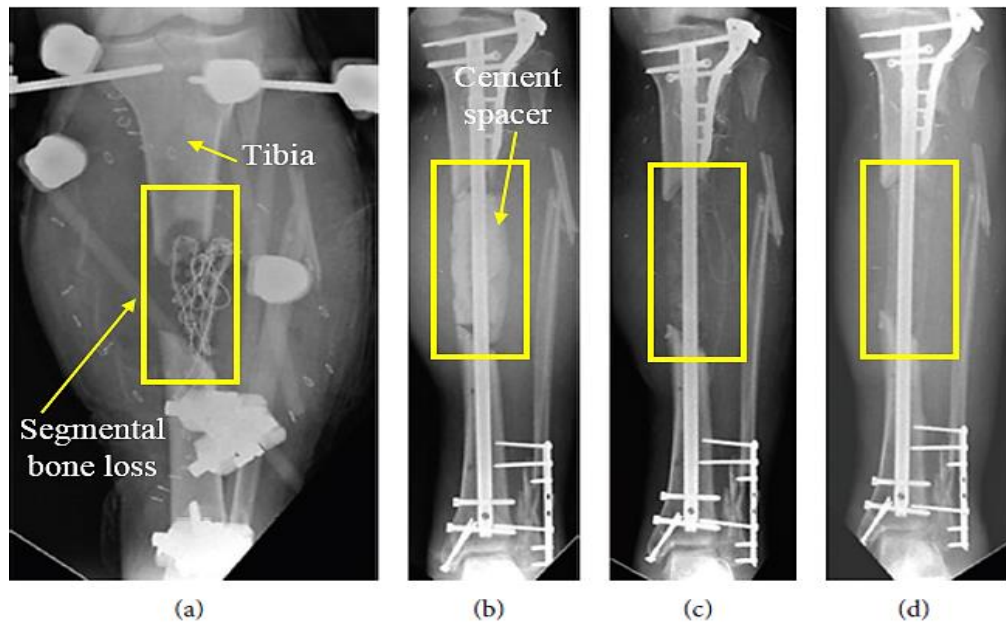 Cement
spacer
Tibia
Segmental
bone loss
(a)
(b)
(c)
(d)